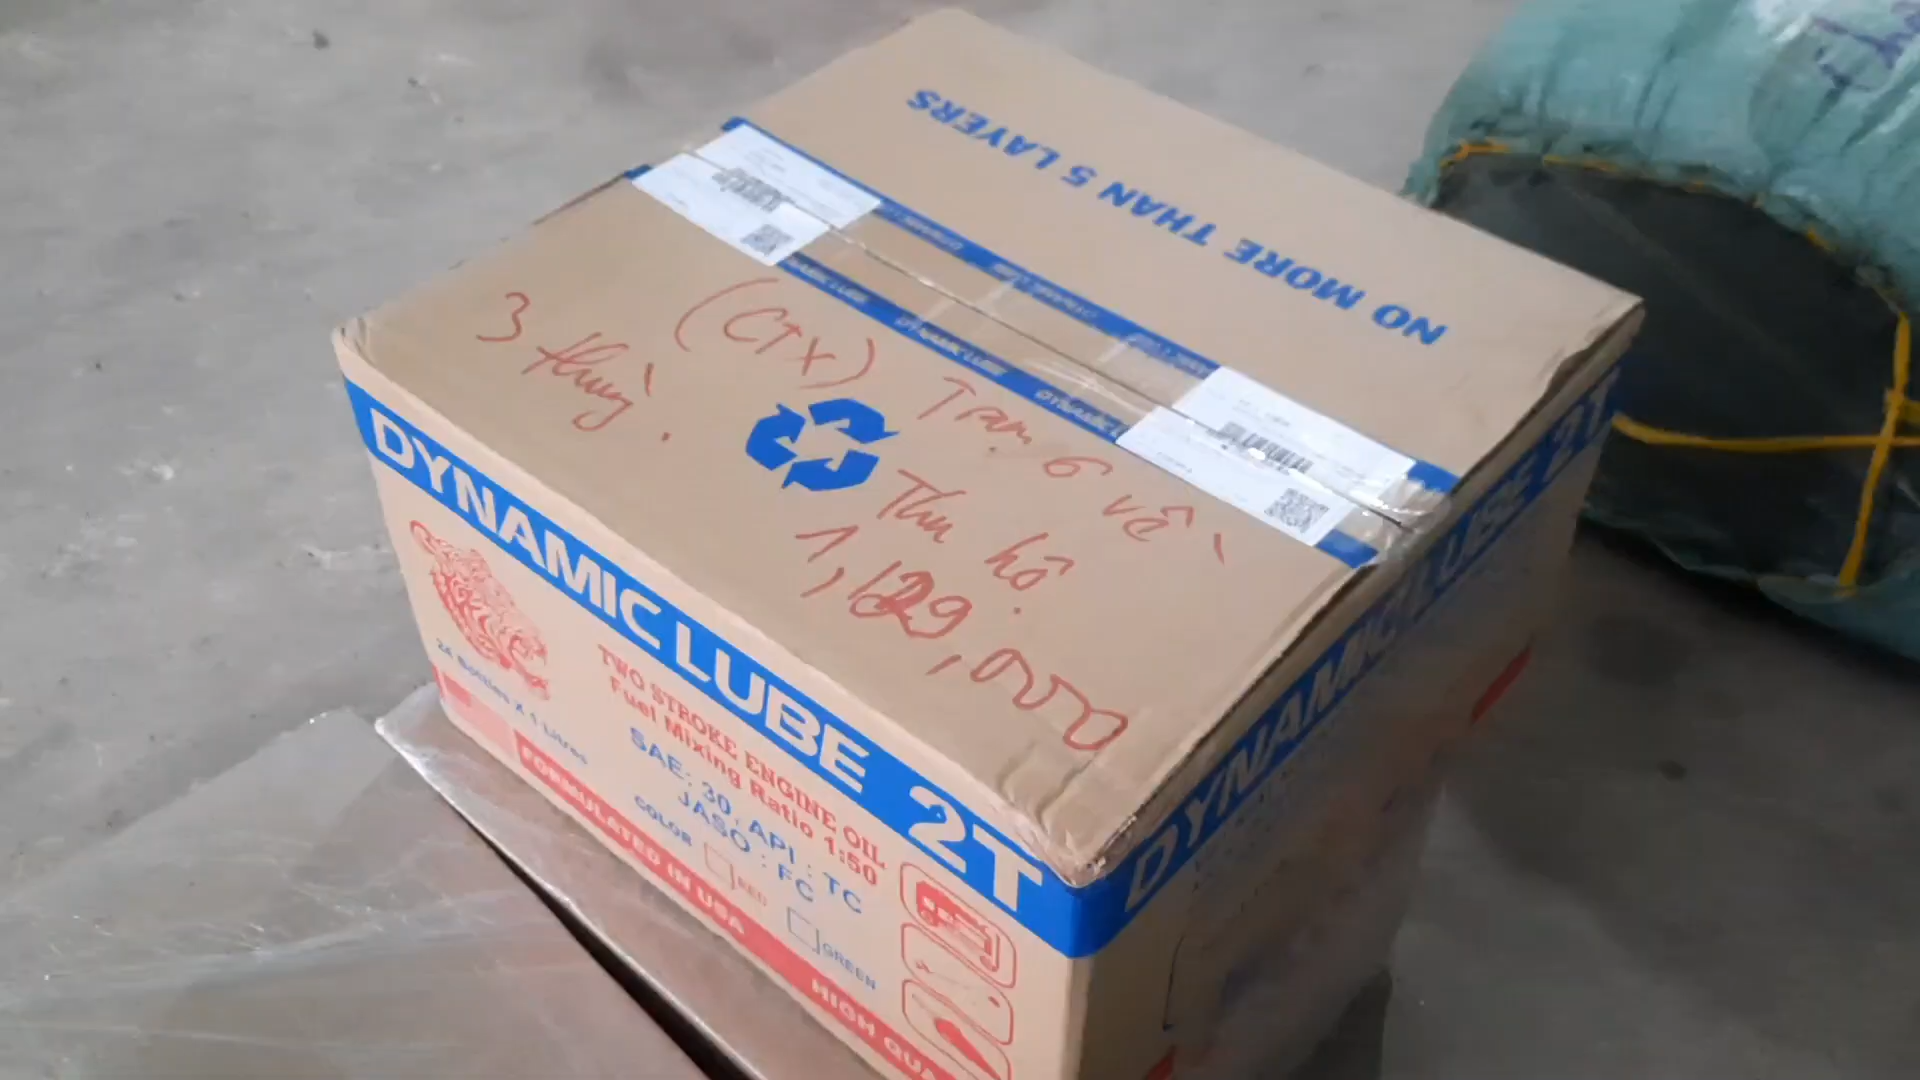 NO MORE THAN 5 LAYERS
(CTX) Trạm 6 về
3 thùng.
Thu hộ
1,129,000
DYNAMIC LUBE 2T
DYNAMIC LUBE 2T
TWO STROKE ENGINE OIL
Fuel Mixing Ratio 1:50
SAE: 30, API : TC
JASO : FC
COLOR
RED
GREEN
24 Bottles X 1 Litres
FORMULATED IN USA
HIGH